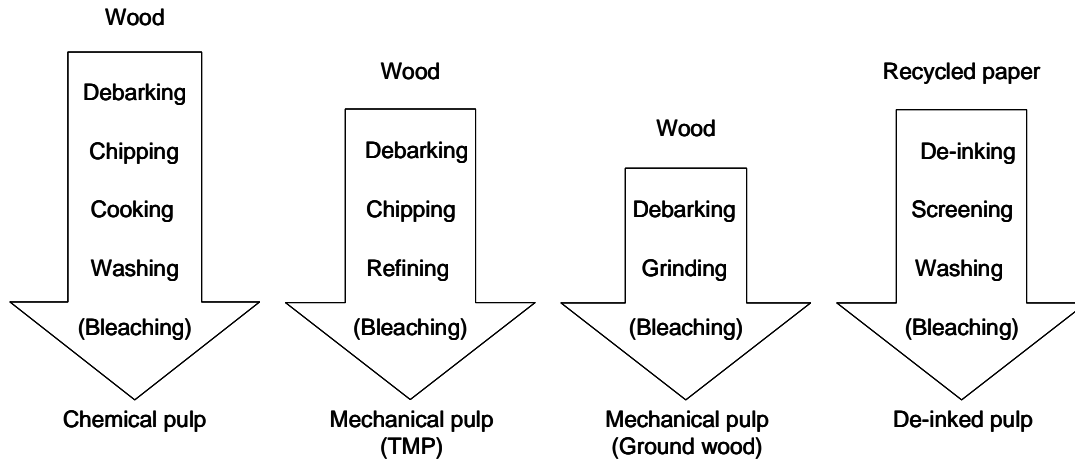 Wood
Debarking
Chipping
Cooking
Washing
(Bleaching)
Chemical pulp
Wood
Debarking
Chipping
Refining
(Bleaching)
Mechanical pulp
(TMP)
Wood
Debarking
Grinding
(Bleaching)
Mechanical pulp
(Ground wood)
Recycled paper
De-inking
Screening
Washing
(Bleaching)
De-inked pulp